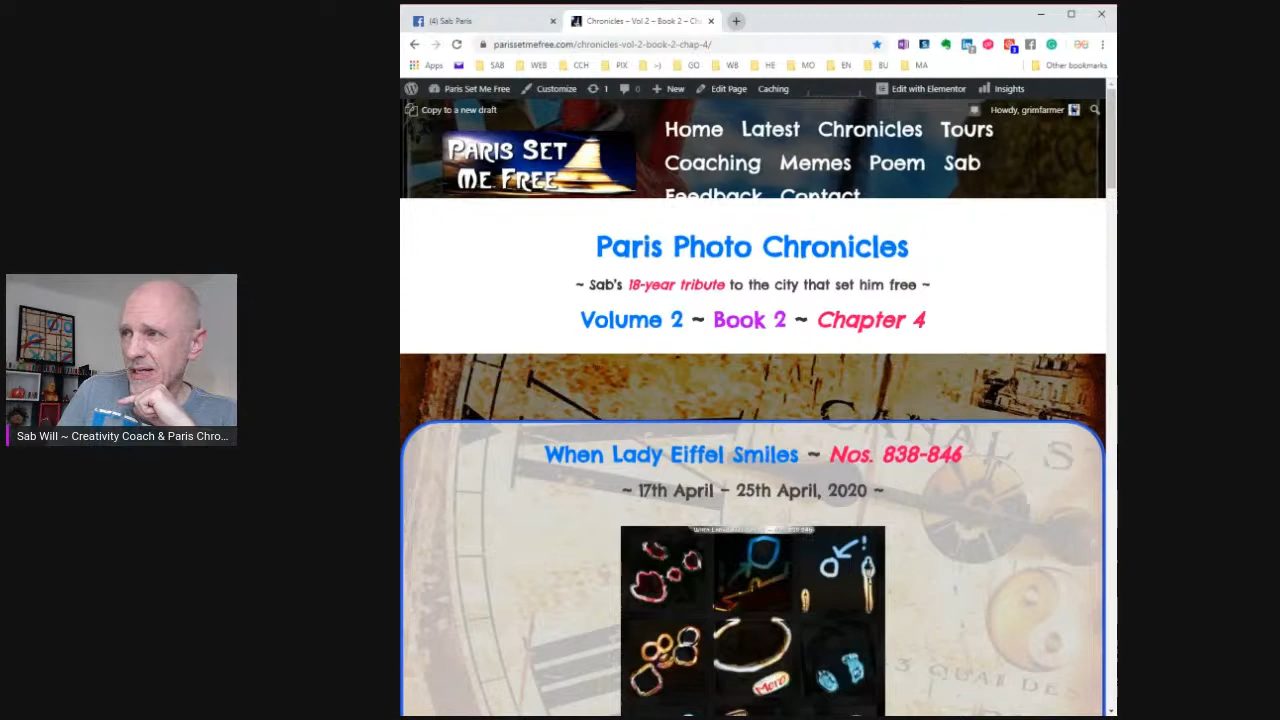 (4) Sab Paris
Chronicles – Vol 2 – Book 2 – Ch
parissetmefree.com/chronicles-vol-2-book-2-chap-4/
Apps SAB WEB CCH PIX :-) GO WB HE MO EN BU MA Other bookmarks
Paris Set Me Free Customize 1 0 New Edit Page Caching Edit with Elementor Insights
Copy to a new draft Howdy, grimfarmer
PARIS SET
ME FREE
Home Latest Chronicles Tours
Coaching Memes Poem Sab
Feedback Contact
Paris Photo Chronicles
~ Sab's 18-year tribute to the city that set him free ~
Volume 2 ~ Book 2 ~ Chapter 4
CANAL S
When Lady Eiffel Smiles ~ Nos. 838-846
~ 17th April – 25th April, 2020 ~
Merci
3 QUAI DE
Sab Will ~ Creativity Coach & Paris Chro...